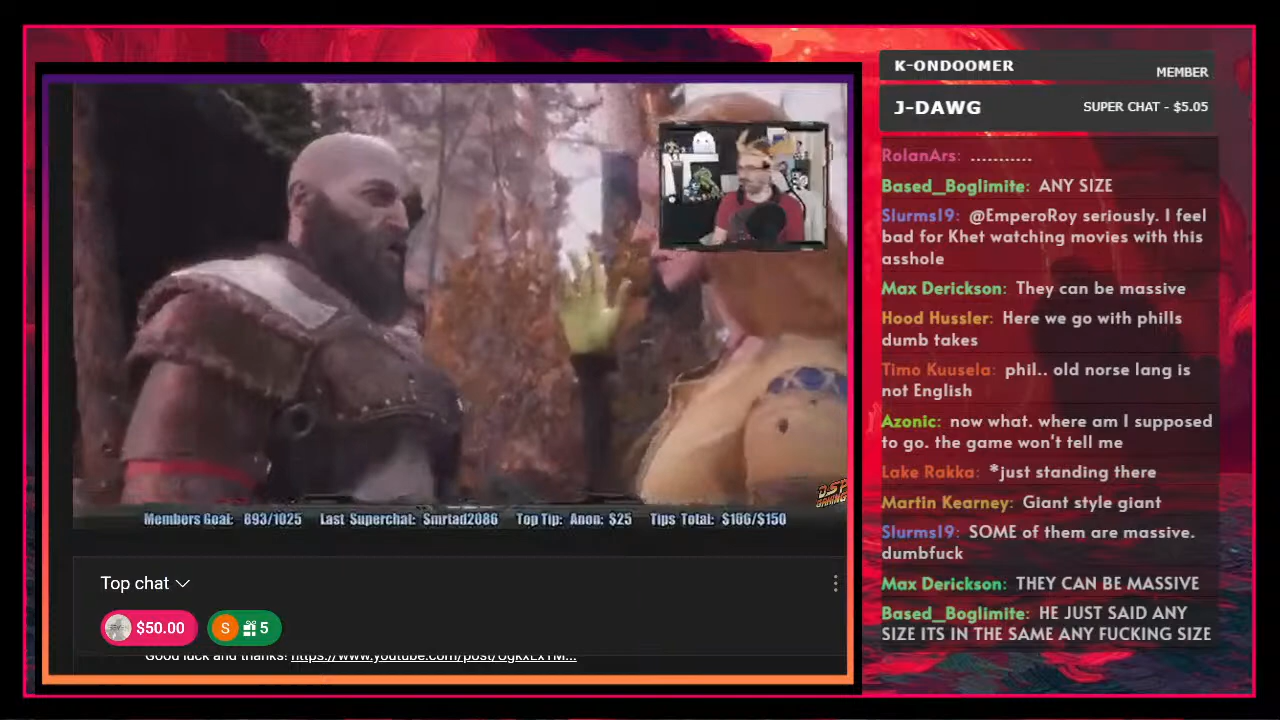 K-ONDOOMER
MEMBER
J-DAWG
SUPER CHAT - $5.05
RolanArs: ...........
Based_Boglimite: ANY SIZE
Slurms19: @EmperoRoy seriously. I feel
bad for Khet watching movies with this
asshole
Max Derickson: They can be massive
Hood Hussler: Here we go with phills
dumb takes
Timo Kuusela: phil.. old norse lang is
not English
Azonic: now what. where am I supposed
to go. the game won't tell me
Lake Rakka: *just standing there
Martin Kearney: Giant style giant
Slurms19: SOME of them are massive.
dumbfuck
Max Derickson: THEY CAN BE MASSIVE
Based_Boglimite: HE JUST SAID ANY
SIZE ITS IN THE SAME ANY FUCKING SIZE
DSP
GAMING
Members Goal: 893/1025 Last Superchat: Smrtad2086 Top Tip: Anon: $25 Tips Total: $106/$150
Top chat
$50.00 S 5
Good luck and thanks!